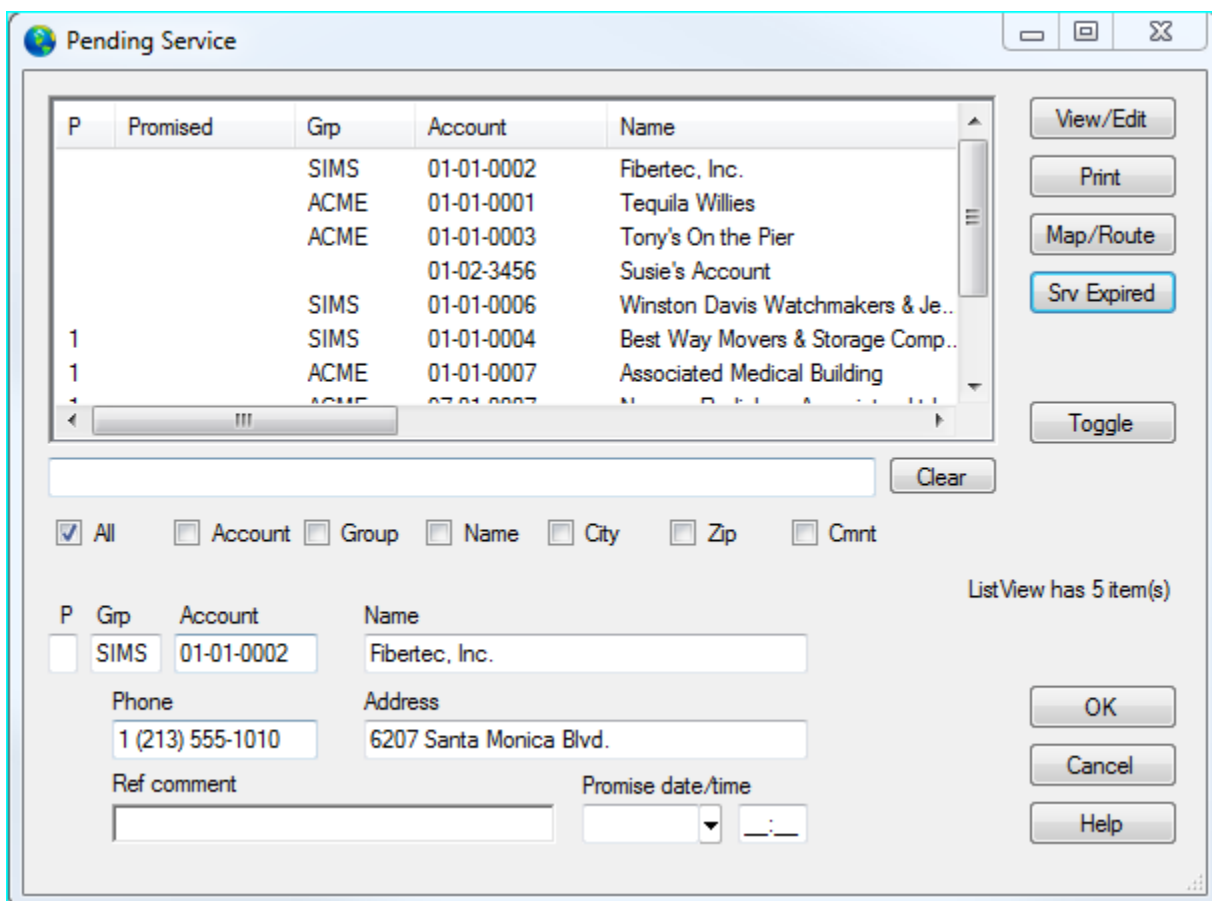 Pending Service
P Promised Grp Account Name
SIMS 01-01-0002 Fibertec, Inc.
ACME 01-01-0001 Tequila Willies
ACME 01-01-0003 Tony's On the Pier
01-02-3456 Susie's Account
SIMS 01-01-0006 Winston Davis Watchmakers & Je..
1 SIMS 01-01-0004 Best Way Movers & Storage Comp..
1 ACME 01-01-0007 Associated Medical Building
View/Edit
Print
Map/Route
Srv Expired
Toggle
Clear
All Account Group Name City Zip Cmnt
ListView has 5 item(s)
P Grp Account Name
SIMS 01-01-0002 Fibertec, Inc.
Phone Address
1 (213) 555-1010 6207 Santa Monica Blvd.
Ref comment Promise date/time
__:__
OK
Cancel
Help